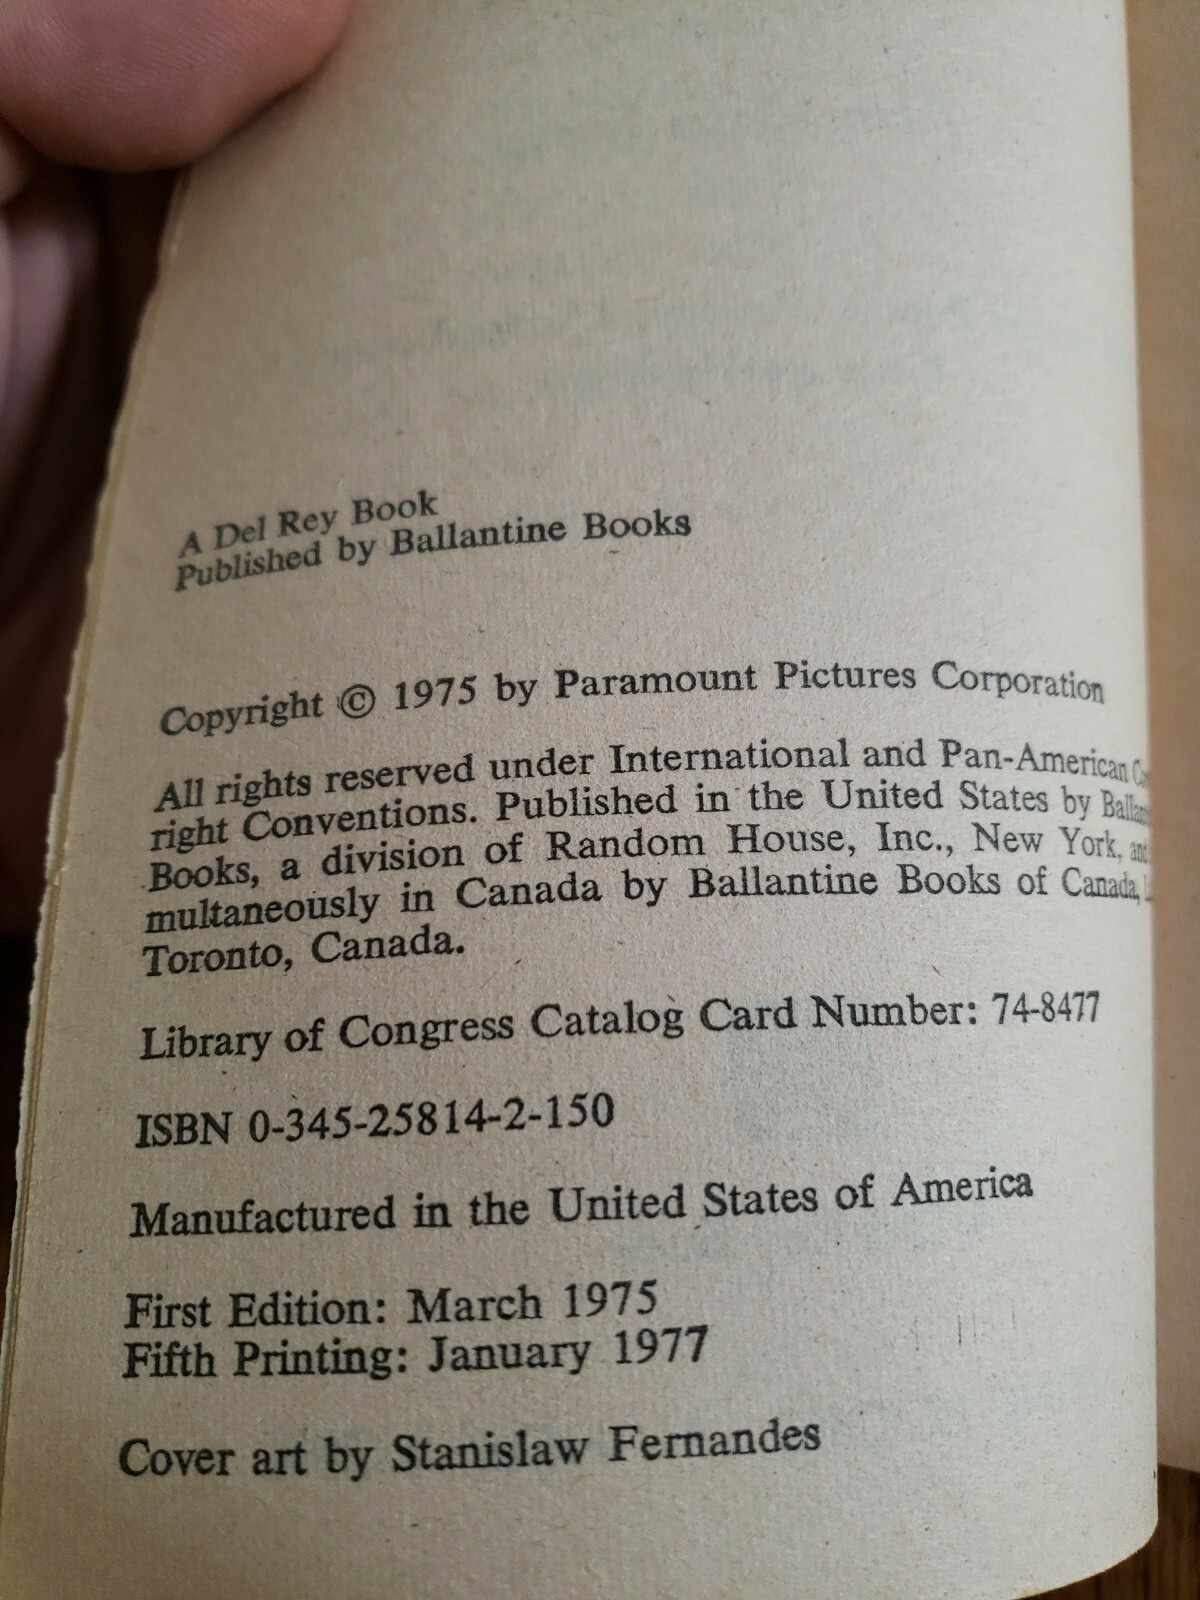 A Del Rey Book
Published by Ballantine Books
Copyright © 1975 by Paramount Pictures Corporation
All rights reserved under International and Pan-American
right Conventions. Published in the United States by
Books, a division of Random House, Inc., New York, and
multaneously in Canada by Ballantine Books of Canada,
Toronto, Canada.
Library of Congress Catalog Card Number: 74-8477
ISBN 0-345-25814-2-150
Manufactured in the United States of America
First Edition: March 1975
Fifth Printing: January 1977
Cover art by Stanislaw Fernandes